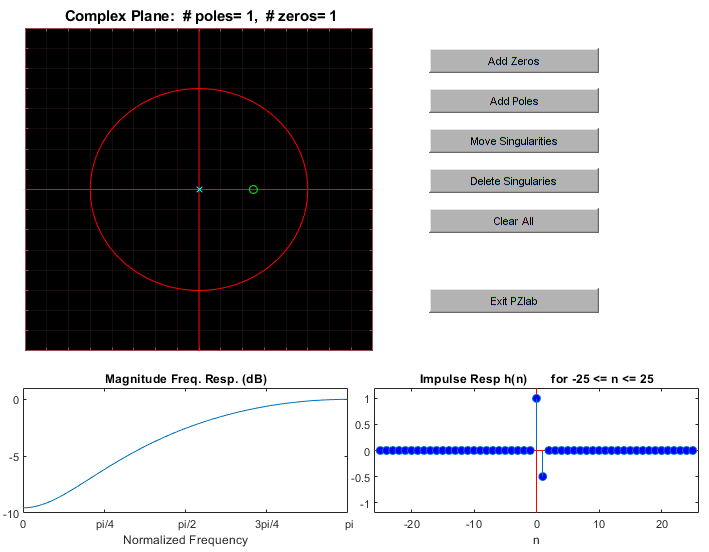 Complex Plane:  # poles= 1,  # zeros= 1
Add Zeros
Add Poles
Move Singularities
Delete Singularies
Clear All
Exit PZlab
Magnitude Freq. Resp. (dB)
0
-5
-10
0 pi/4 pi/2 3pi/4 pi
Normalized Frequency
Impulse Resp h(n)      for -25 <= n <= 25
1
0.5
0
-0.5
-1
-20 -10 0 10 20
n